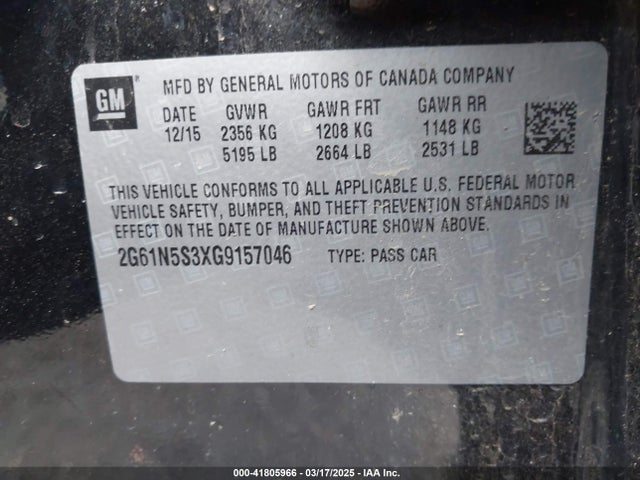 GM
MFD BY GENERAL MOTORS OF CANADA COMPANY
DATE GVWR GAWR FRT GAWR RR
12/15 2356 KG 1208 KG 1148 KG
5195 LB 2664 LB 2531 LB
THIS VEHICLE CONFORMS TO ALL APPLICABLE U.S. FEDERAL MOTOR
VEHICLE SAFETY, BUMPER, AND THEFT PREVENTION STANDARDS IN
EFFECT ON THE DATE OF MANUFACTURE SHOWN ABOVE.
2G61N5S3XG9157046 TYPE: PASS CAR
000-41805966 - 03/17/2025 - IAA Inc.